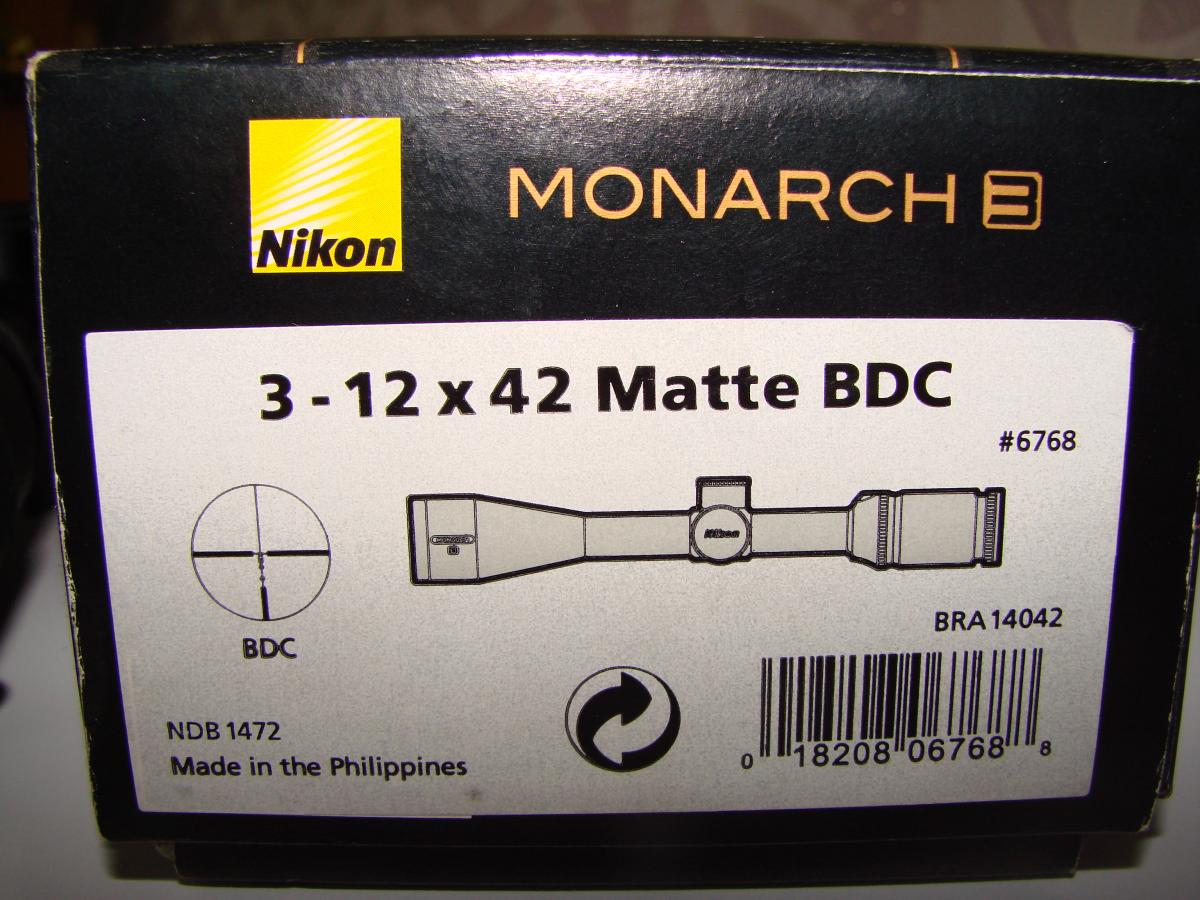 Nikon
MONARCH 3
3 - 12 x 42 Matte BDC
#6768
Nikon
BDC
BRA 14042
NDB 1472
Made in the Philippines
0 18208 06768 8